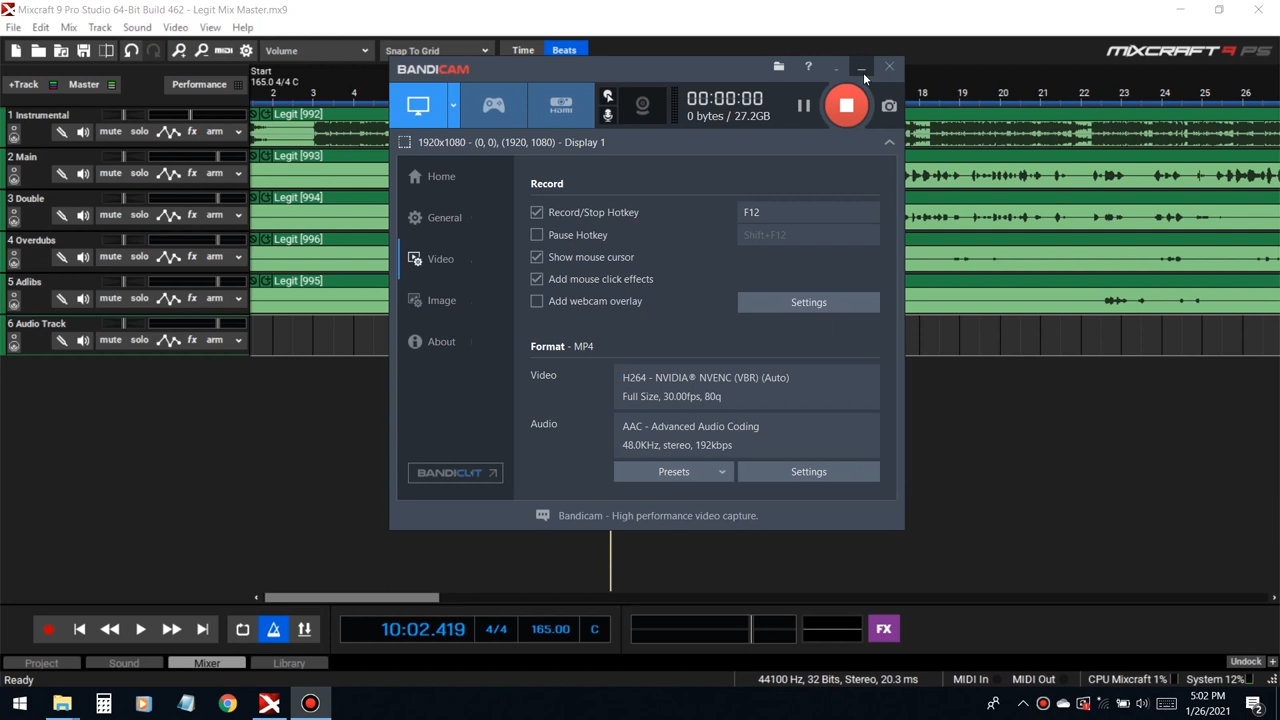 Mixcraft 9 Pro Studio 64-Bit Build 462 - Legit Mix Master.mx9
File Edit Mix Track Sound Video View Help
MIDI Volume Snap To Grid Time Beats MIXCRAFT 9 PS
+Track Master Performance
Start
165.0 4/4 C
2 3 4 17 18 19 20 21 22 23 24 25 26
1 Instrumental
mute solo fx arm
Legit [992]
2 Main
mute solo fx arm
Legit [993]
3 Double
mute solo fx arm
Legit [994]
4 Overdubs
mute solo fx arm
Legit [996]
5 Adlibs
mute solo fx arm
Legit [995]
6 Audio Track
mute solo fx arm
BANDICAM
HDMI
00:00:00
0 bytes / 27.2GB
1920x1080 - (0, 0), (1920, 1080) - Display 1
Home
General
Video
Image
About
BANDICUT
Record
Record/Stop Hotkey F12
Pause Hotkey Shift+F12
Show mouse cursor
Add mouse click effects
Add webcam overlay Settings
Format - MP4
Video
H264 - NVIDIA® NVENC (VBR) (Auto)
Full Size, 30.00fps, 80q
Audio
AAC - Advanced Audio Coding
48.0KHz, stereo, 192kbps
Presets Settings
Bandicam - High performance video capture.
10:02.419 4/4 165.00 C FX
Project Sound Mixer Library Undock
Ready 44100 Hz, 32 Bits, Stereo, 20.3 ms MIDI In MIDI Out CPU Mixcraft 1% System 12%
5:02 PM
1/26/2021
2